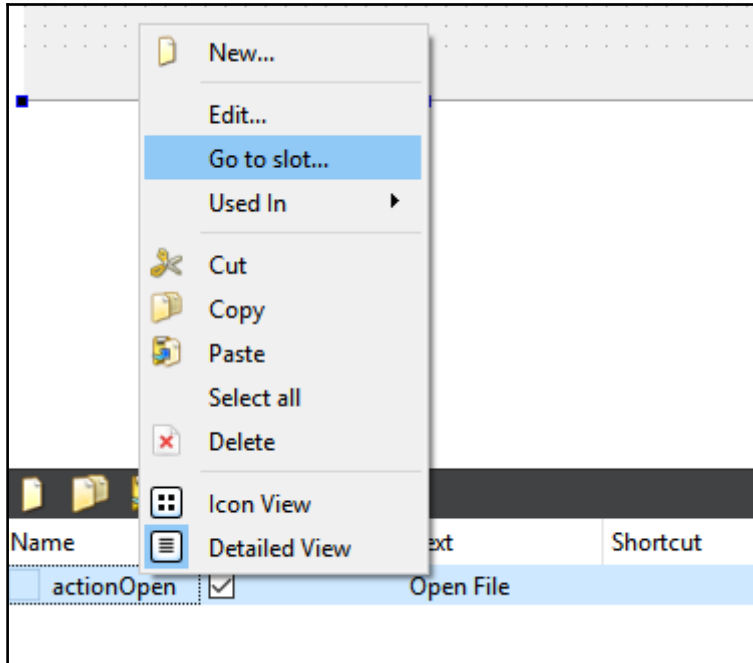 New...
Edit...
Go to slot...
Used In
Cut
Copy
Paste
Select all
Delete
Icon View
Detailed View
Name Shortcut
actionOpen Open File